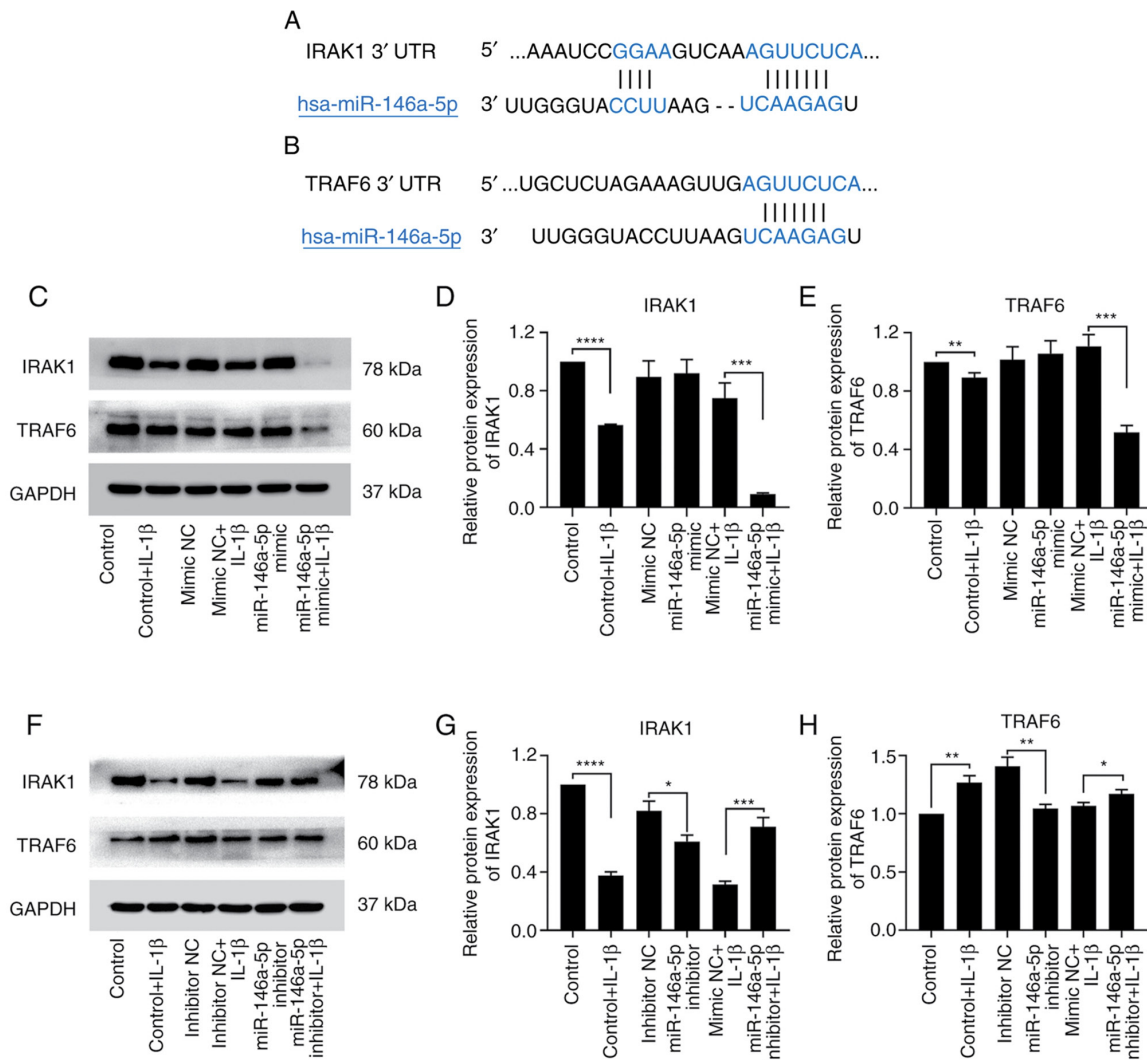 A
IRAK1 3′ UTR 5′ ...AAAUCCGGAAGUCAAAGUUCUCA...
hsa-miR-146a-5p 3′ UUGGGUACCUUAAG - - UCAAGAGU
B
TRAF6 3′ UTR 5′ ...UGCUCUAGAAAGUUGAGUUCUCA...
hsa-miR-146a-5p 3′ UUGGGUACCUUAAGUCAAGAGU
C
IRAK1 78 kDa
TRAF6 60 kDa
GAPDH 37 kDa
Control
Control+IL-1β
Mimic NC
Mimic NC+
IL-1β
miR-146a-5p
mimic
miR-146a-5p
mimic+IL-1β
D
IRAK1
Relative protein expression
of IRAK1
1.2
0.8
0.4
0.0
****
***
Control
Control+IL-1β
Mimic NC
miR-146a-5p
mimic
Mimic NC+
IL-1β
miR-146a-5p
mimic+IL-1β
E
TRAF6
Relative protein expression
of TRAF6
1.2
0.8
0.4
0.0
**
***
Control
Control+IL-1β
Mimic NC
miR-146a-5p
mimic
Mimic NC+
IL-1β
miR-146a-5p
mimic+IL-1β
F
IRAK1 78 kDa
TRAF6 60 kDa
GAPDH 37 kDa
Control
Control+IL-1β
Inhibitor NC
Inhibitor NC+
IL-1β
miR-146a-5p
inhibitor
miR-146a-5p
inhibitor+IL-1β
G
IRAK1
Relative protein expression
of IRAK1
1.2
0.8
0.4
0.0
****
*
***
Control
Control+IL-1β
Inhibitor NC
miR-146a-5p
inhibitor
Mimic NC+
IL-1β
miR-146a-5p
nhibitor+IL-1β
H
TRAF6
Relative protein expression
of TRAF6
1.5
1.0
0.5
0.0
**
**
*
Control
Control+IL-1β
Inhibitor NC
miR-146a-5p
inhibitor
Mimic NC+
IL-1β
miR-146a-5p
nhibitor+IL-1β